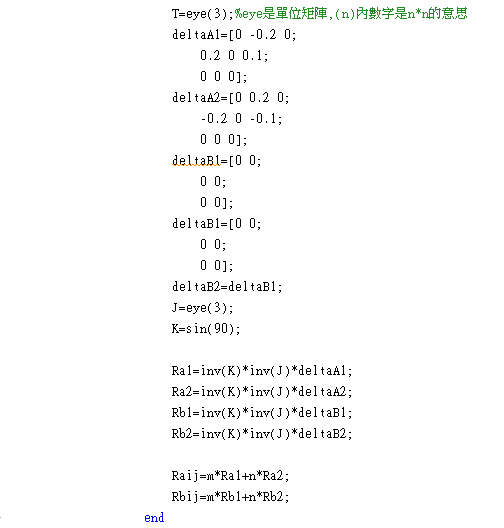 T=eye(3);%eye是單位矩陣,(n)內數字是n*n的意思
deltaA1=[0 -0.2 0;
0.2 0 0.1;
0 0 0];
deltaA2=[0 0.2 0;
-0.2 0 -0.1;
0 0 0];
deltaB1=[0 0;
0 0;
0 0];
deltaB1=[0 0;
0 0;
0 0];
deltaB2=deltaB1;
J=eye(3);
K=sin(90);
Ra1=inv(K)*inv(J)*deltaA1;
Ra2=inv(K)*inv(J)*deltaA2;
Rb1=inv(K)*inv(J)*deltaB1;
Rb2=inv(K)*inv(J)*deltaB2;
Raij=m*Ra1+n*Ra2;
Rbij=m*Rb1+n*Rb2;
end